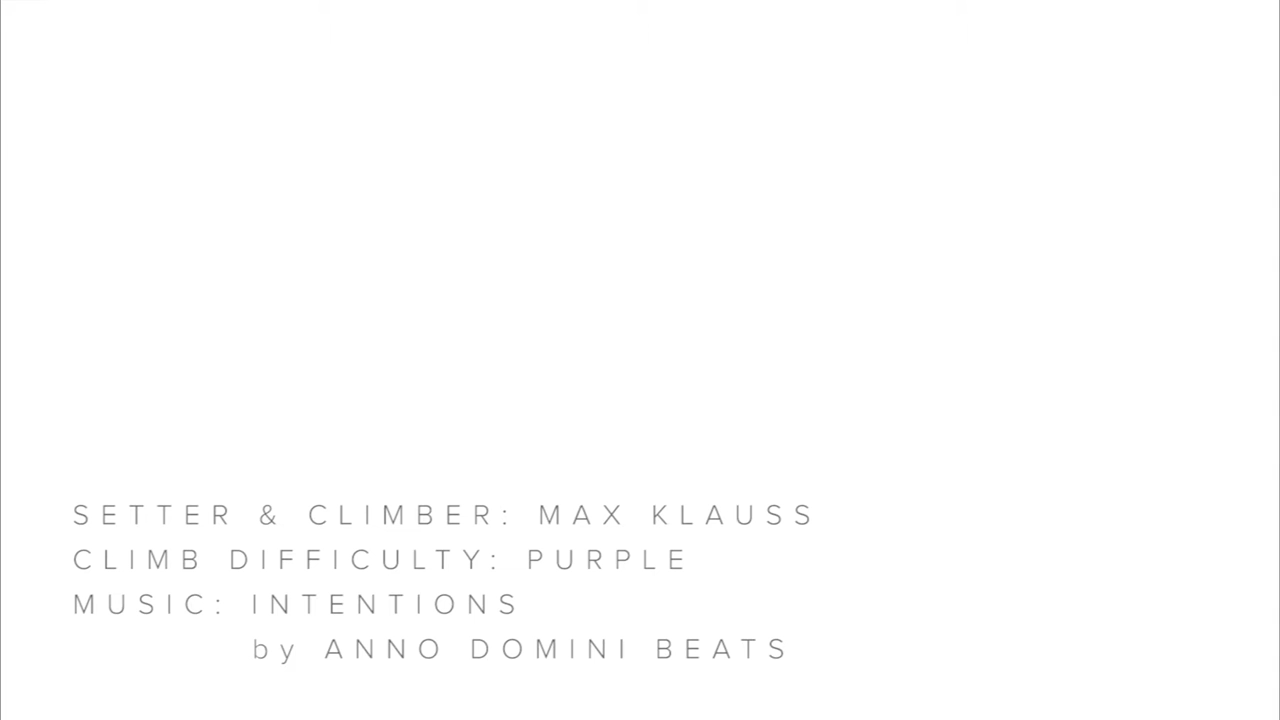 SETTER & CLIMBER: MAX KLAUSS
CLIMB DIFFICULTY: PURPLE
MUSIC: INTENTIONS
by ANNO DOMINI BEATS